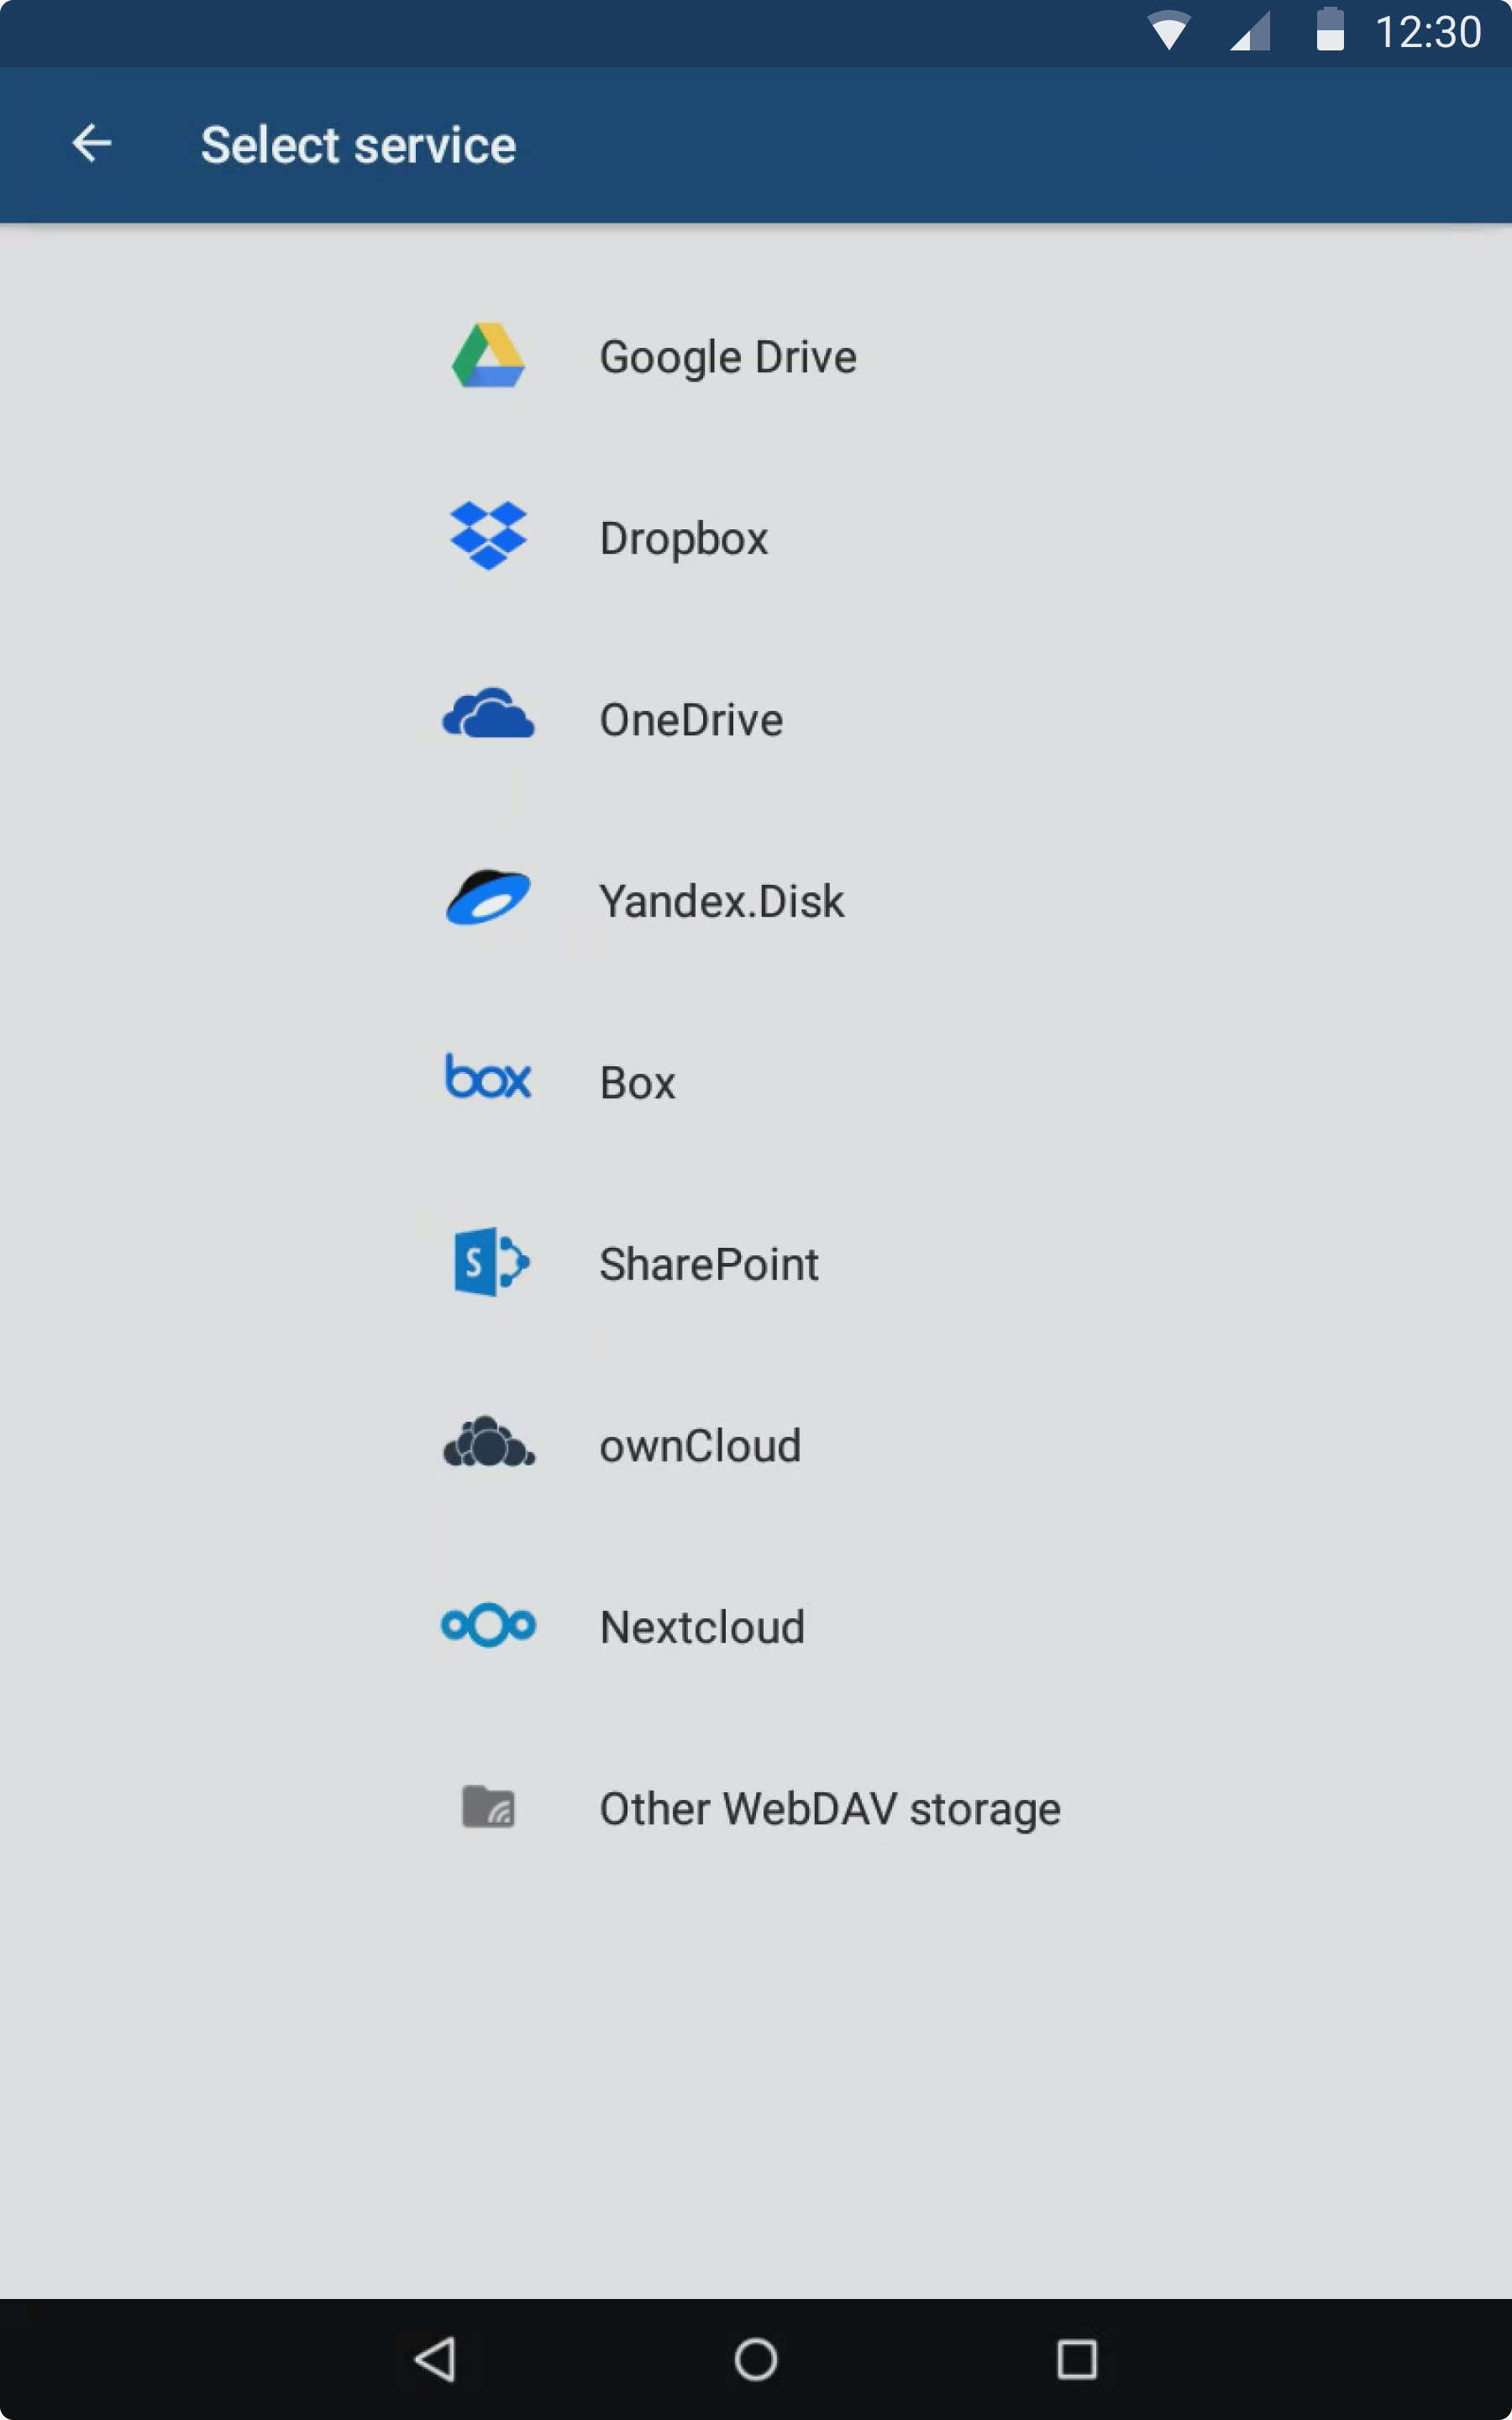 12:30
Select service
Google Drive
Dropbox
OneDrive
Yandex.Disk
box Box
S SharePoint
ownCloud
Nextcloud
Other WebDAV storage